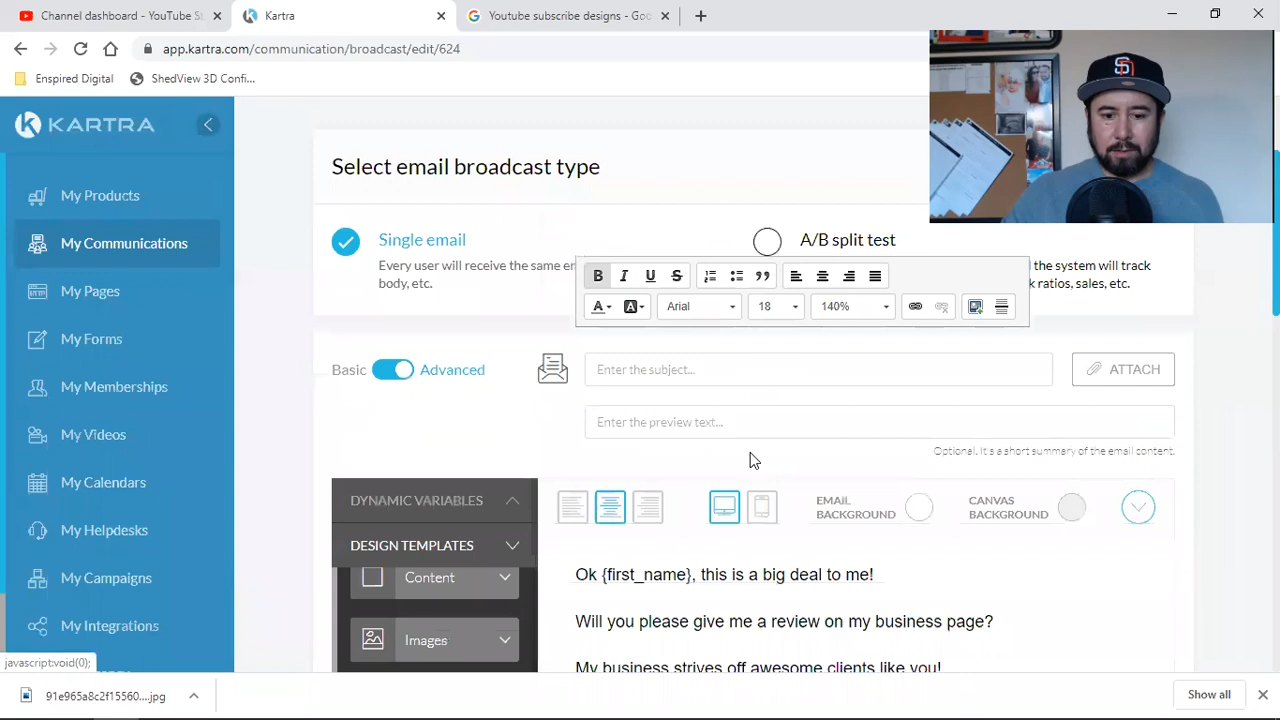 Channel dashboard - YouTube St
Kartra
Youtube subscribe designs - Goo
app.kartra.com/communication/broadcast/edit/624
Enspired Digital
ShedView 3D Confi...
KARTRA
My Products
My Communications
My Pages
My Forms
My Memberships
My Videos
My Calendars
My Helpdesks
My Campaigns
My Integrations
javascript:void(0);
Select email broadcast type
Single email
Every user will receive the same en
body, etc.
A/B split test
the system will track
ratios, sales, etc.
B I U S
A A Arial 18 140%
Basic Advanced
Enter the subject...
ATTACH
Enter the preview text...
Optional. It's a short summary of the email content.
DYNAMIC VARIABLES
DESIGN TEMPLATES
Content
Images
EMAIL
BACKGROUND
CANVAS
BACKGROUND
Ok {first_name}, this is a big deal to me!
Will you please give me a review on my business page?
My business strives off awesome clients like you!
91e965a8c2f15560....jpg
Show all